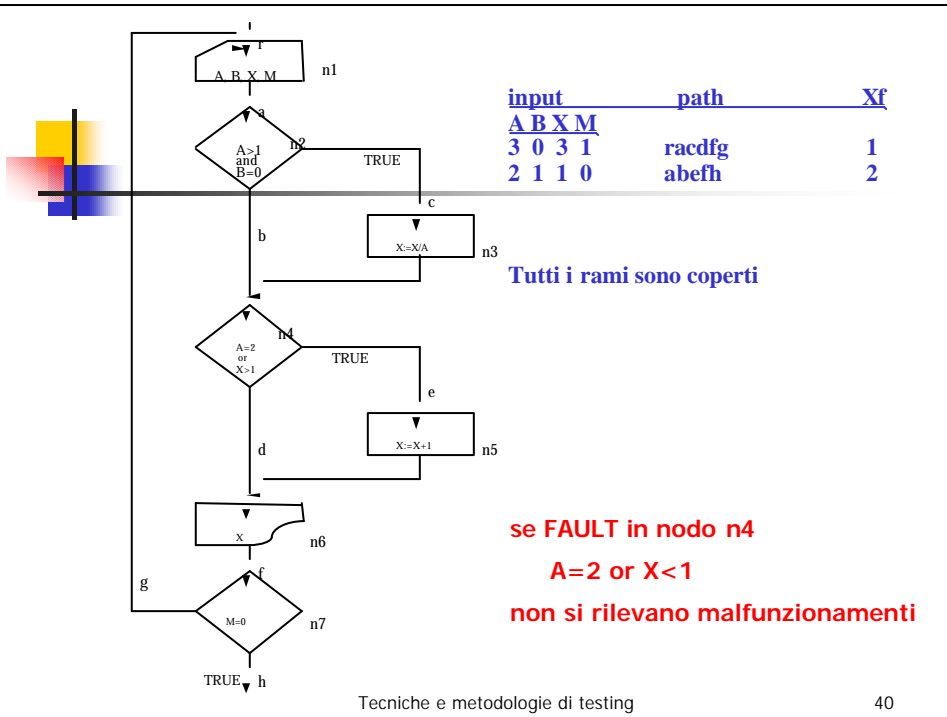 r
A, B, X, M
n1
a
n2
A>1
and
B=0
TRUE
c
b
X:=X/A
n3
n4
A=2
or
X>1
TRUE
e
d
X:=X+1
n5
X
n6
f
g
M=0
n7
TRUE h
input path Xf
A B X M
3 0 3 1 racdfg 1
2 1 1 0 abefh 2
Tutti i rami sono coperti
se FAULT in nodo n4
A=2 or X<1
non si rilevano malfunzionamenti
Tecniche e metodologie di testing 40